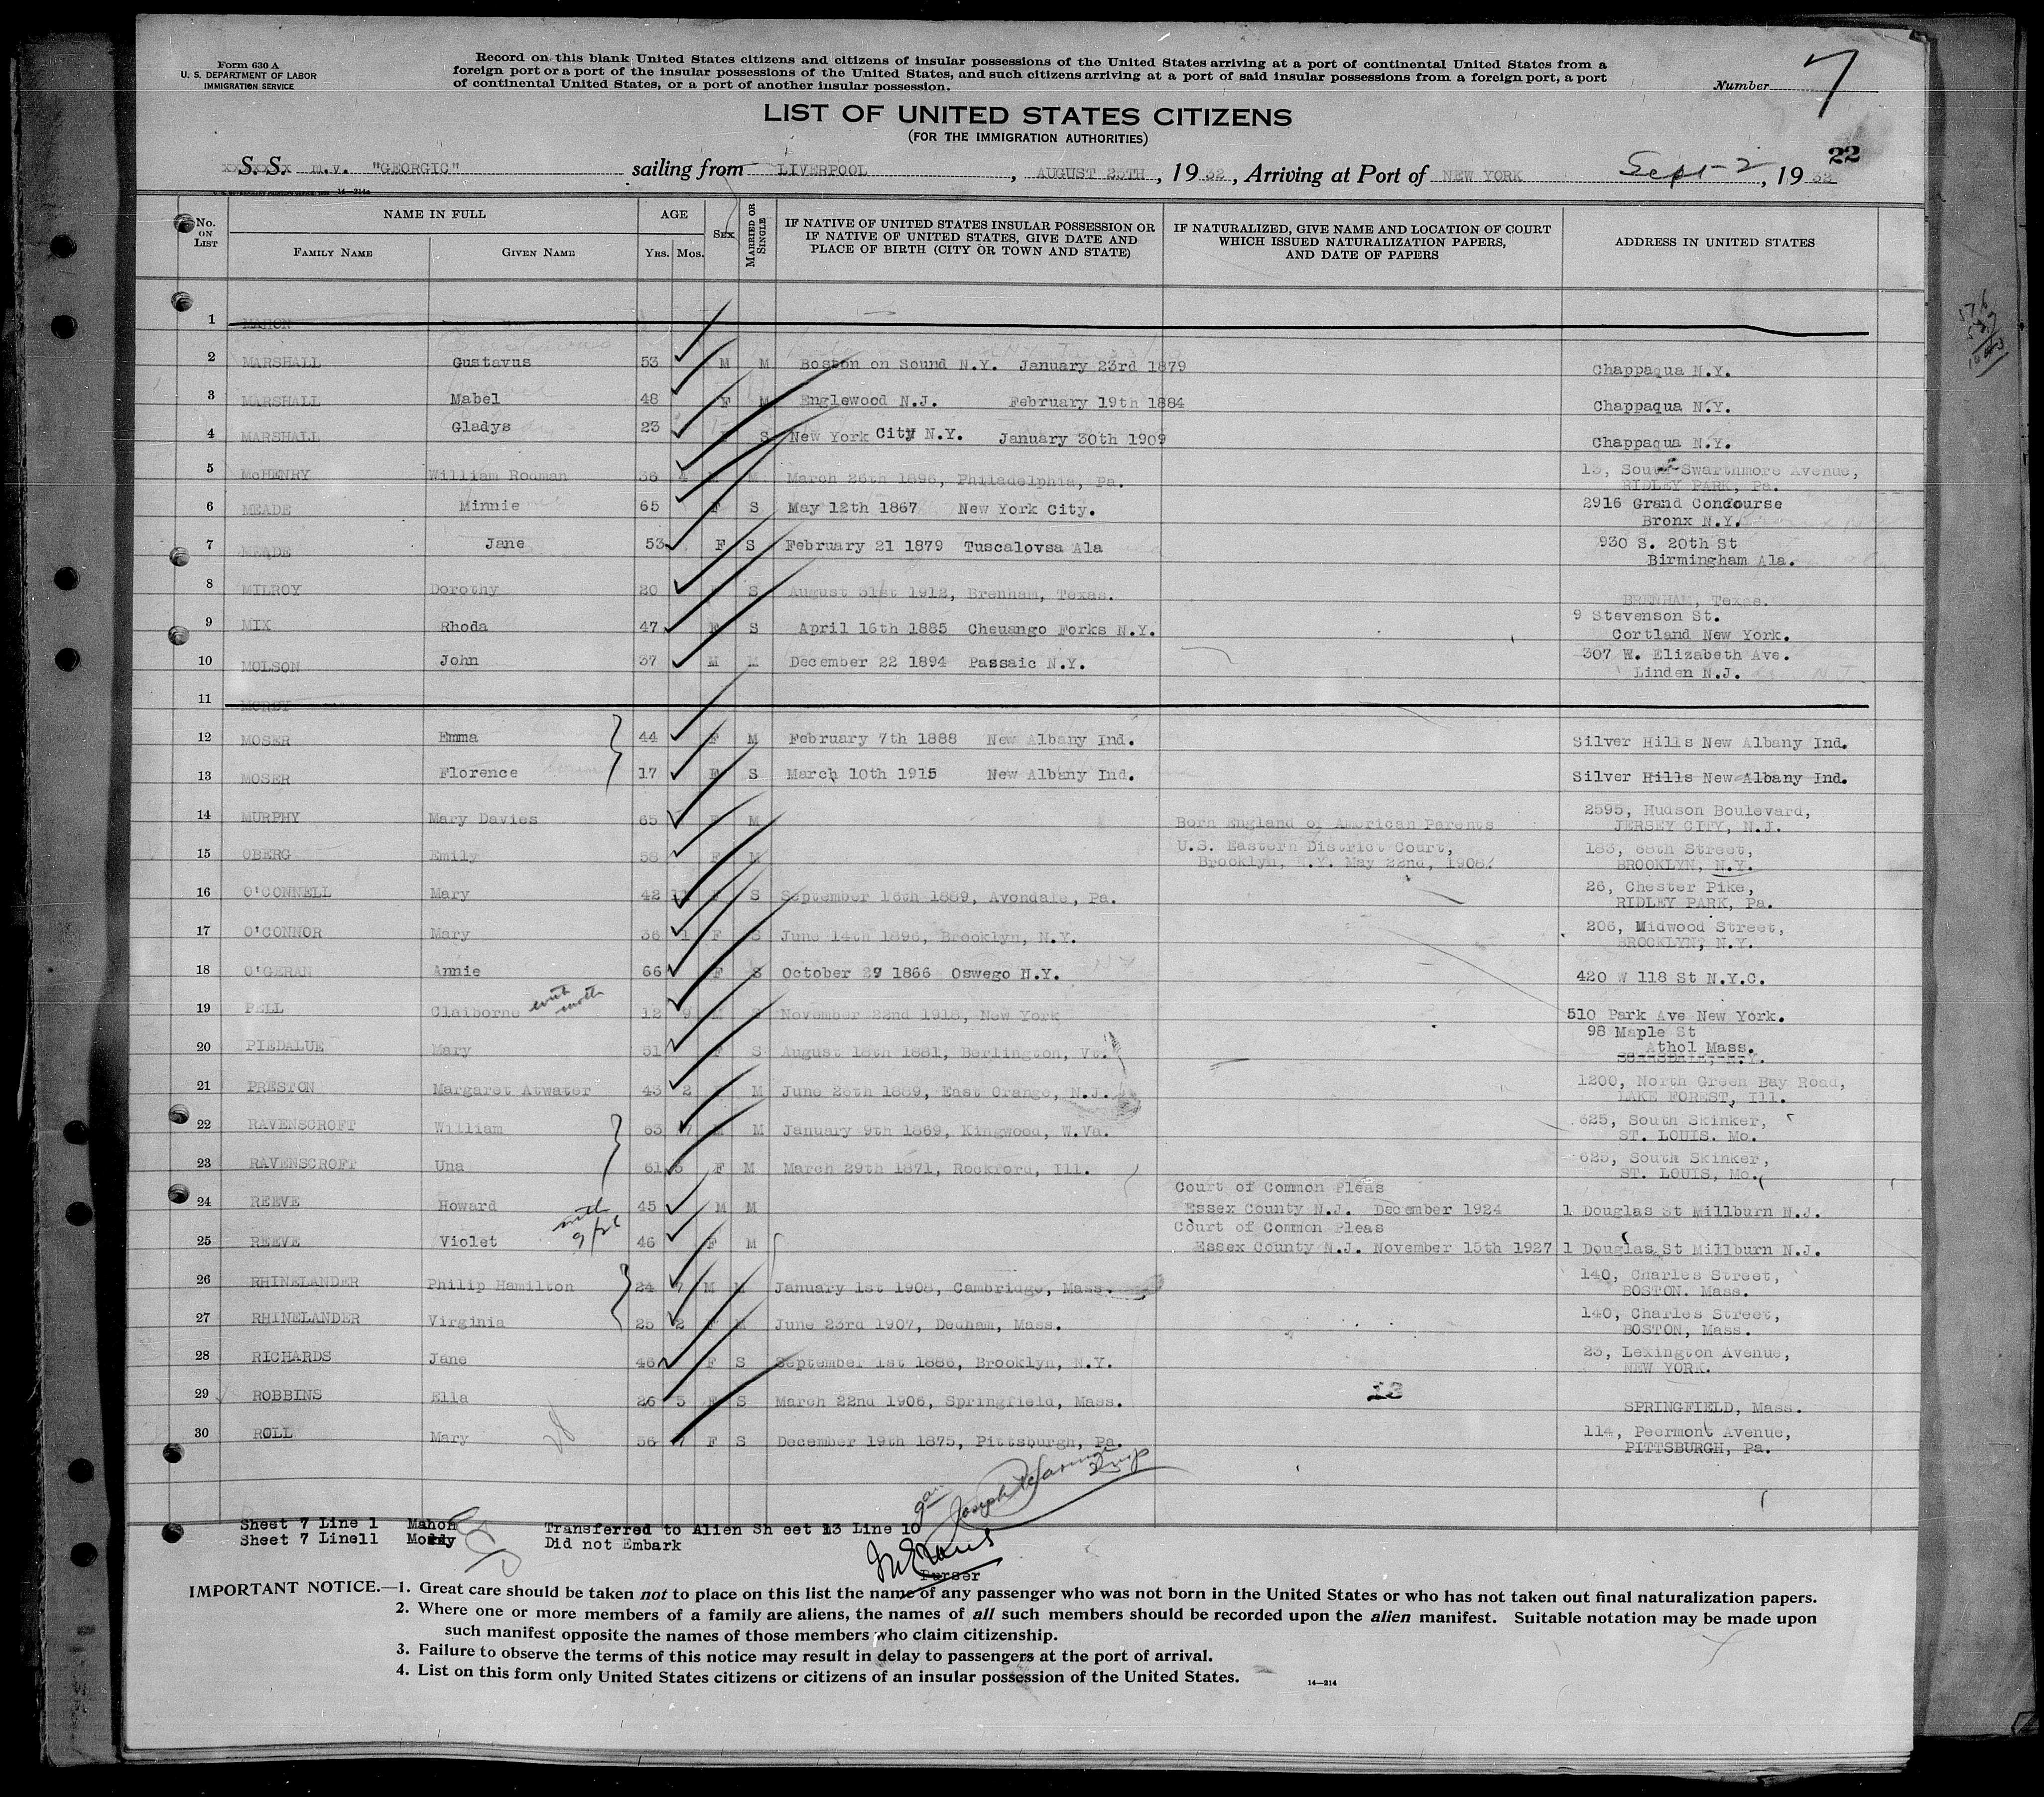 Form 630 A
U. S. DEPARTMENT OF LABOR
IMMIGRATION SERVICE
Record on this blank United States citizens and citizens of insular possessions of the United States arriving at a port of continental United States from a
foreign port or a port of the insular possessions of the United States, and such citizens arriving at a port of said insular possessions from a foreign port, a port
of continental United States, or a port of another insular possession.
Number 7
LIST OF UNITED STATES CITIZENS
(FOR THE IMMIGRATION AUTHORITIES)
22
S. S. m.v. "GEORGIC" sailing from LIVERPOOL, AUGUST 25TH, 1932, Arriving at Port of NEW YORK Sept 2, 1932
No. ON LIST
NAME IN FULL
FAMILY NAME
GIVEN NAME
AGE
YRS. MOS.
SEX
MARRIED OR SINGLE
IF NATIVE OF UNITED STATES INSULAR POSSESSION OR
IF NATIVE OF UNITED STATES, GIVE DATE AND
PLACE OF BIRTH (CITY OR TOWN AND STATE)
IF NATURALIZED, GIVE NAME AND LOCATION OF COURT
WHICH ISSUED NATURALIZATION PAPERS,
AND DATE OF PAPERS
ADDRESS IN UNITED STATES
1 MAHON
2 MARSHALL Gustavus 53 M M Boston on Sound N.Y. January 23rd 1879 Chappaqua N.Y.
3 MARSHALL Mabel 48 F M Englewood N.J. February 19th 1884 Chappaqua N.Y.
4 MARSHALL Gladys 23 S New York City N.Y. January 30th 1909 Chappaqua N.Y.
5 McHENRY William Rodman 36 M M March 26th 1896, Philadelphia, Pa. 13, South Swarthmore Avenue,
RIDLEY PARK, Pa.
6 MEADE Minnie 65 F S May 12th 1867 New York City. 2916 Grand Concourse
Bronx N.Y.
7 MEADE Jane 53 F S February 21 1879 Tuscalovsa Ala 930 S. 20th St
Birmingham Ala.
8 MILROY Dorothy 20 S August 31st 1912, Brenham, Texas. BRENHAM, Texas.
9 MIX Rhoda 47 F S April 16th 1885 Cheuango Forks N.Y. 9 Stevenson St.
Cortland New York.
10 MOLSON John 37 M M December 22 1894 Passaic N.Y. 307 W. Elizabeth Ave.
Linden N.J.
11
12 MOSER Emma 44 F M February 7th 1888 New Albany Ind. Silver Hills New Albany Ind.
13 MOSER Florence 17 F S March 10th 1915 New Albany Ind. Silver Hills New Albany Ind.
14 MURPHY Mary Davies 65 M Born England of American Parents 2595, Hudson Boulevard,
JERSEY CITY, N.J.
15 OBERG Emily 58 F M U.S. Eastern District Court, 183, 88th Street,
Brooklyn, N.Y. May 22nd, 1908. BROOKLYN, N.Y.
16 O'CONNELL Mary 42 11 F S September 16th 1889, Avondale, Pa. 26, Chester Pike,
RIDLEY PARK, Pa.
17 O'CONNOR Mary 36 1 F S June 14th 1896, Brooklyn, N.Y. 206, Midwood Street,
BROOKLYN, N.Y.
18 O'GERAN Annie 66 F S October 29 1866 Oswego N.Y. 420 W 118 St N.Y.C.
19 PELL Claiborne 12 9 M S November 22nd 1918, New York 510 Park Ave New York.
20 PIEDALUE Mary 51 F S August 18th 1881, Berlington, Vt. 98 Maple St
Athol Mass.
21 PRESTON Margaret Atwater 43 2 M June 26th 1889, East Orange, N.J. 1200, North Green Bay Road,
LAKE FOREST, Ill.
22 RAVENSCROFT William 63 7 M M January 9th 1869, Kingwood, W.Va. 625, South Skinker,
ST. LOUIS. Mo.
23 RAVENSCROFT Una 61 5 F M March 29th 1871, Rockford, Ill. 625, South Skinker,
ST. LOUIS, Mo.
24 REEVE Howard 45 M M Court of Common Pleas
Essex County N.J. December 1924 1 Douglas St Millburn N.J.
25 REEVE Violet 46 F M Court of Common Pleas
Essex County N.J. November 15th 1927 1 Douglas St Millburn N.J.
26 RHINELANDER Philip Hamilton 24 7 M M January 1st 1908, Cambridge, Mass. 140, Charles Street,
BOSTON. Mass.
27 RHINELANDER Virginia 25 2 F M June 23rd 1907, Dedham, Mass. 140, Charles Street,
BOSTON, Mass.
28 RICHARDS Jane 46 F S September 1st 1886, Brooklyn, N.Y. 23, Lexington Avenue,
NEW YORK.
29 ROBBINS Ella 26 5 F S March 22nd 1906, Springfield, Mass. 13 SPRINGFIELD, Mass.
30 ROLL Mary 56 7 F S December 19th 1875, Pittsburgh, Pa. 114, Peermont Avenue,
PITTSBURGH, Pa.
Sheet 7 Line 1 Mahon Transferred to Alien Sh eet 13 Line 10
Sheet 7 Line11 Did not Embark
Purser
IMPORTANT NOTICE.—1. Great care should be taken not to place on this list the name of any passenger who was not born in the United States or who has not taken out final naturalization papers.
2. Where one or more members of a family are aliens, the names of all such members should be recorded upon the alien manifest. Suitable notation may be made upon
such manifest opposite the names of those members who claim citizenship.
3. Failure to observe the terms of this notice may result in delay to passengers at the port of arrival.
4. List on this form only United States citizens or citizens of an insular possession of the United States.
14—214